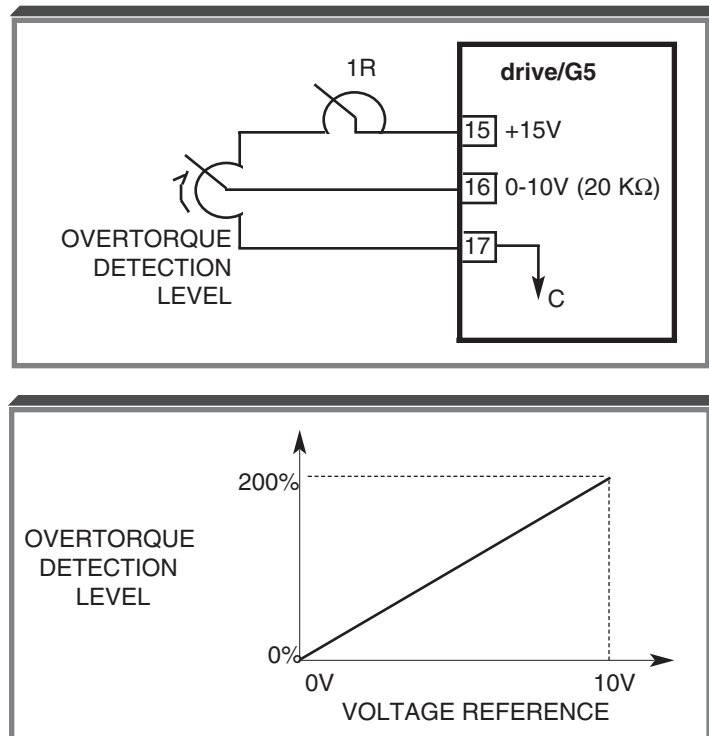 1R
drive/G5
15 +15V
16 0-10V (20 KΩ)
17
C
OVERTORQUE
DETECTION
LEVEL
200%
OVERTORQUE
DETECTION
LEVEL
0%
0V 10V
VOLTAGE REFERENCE